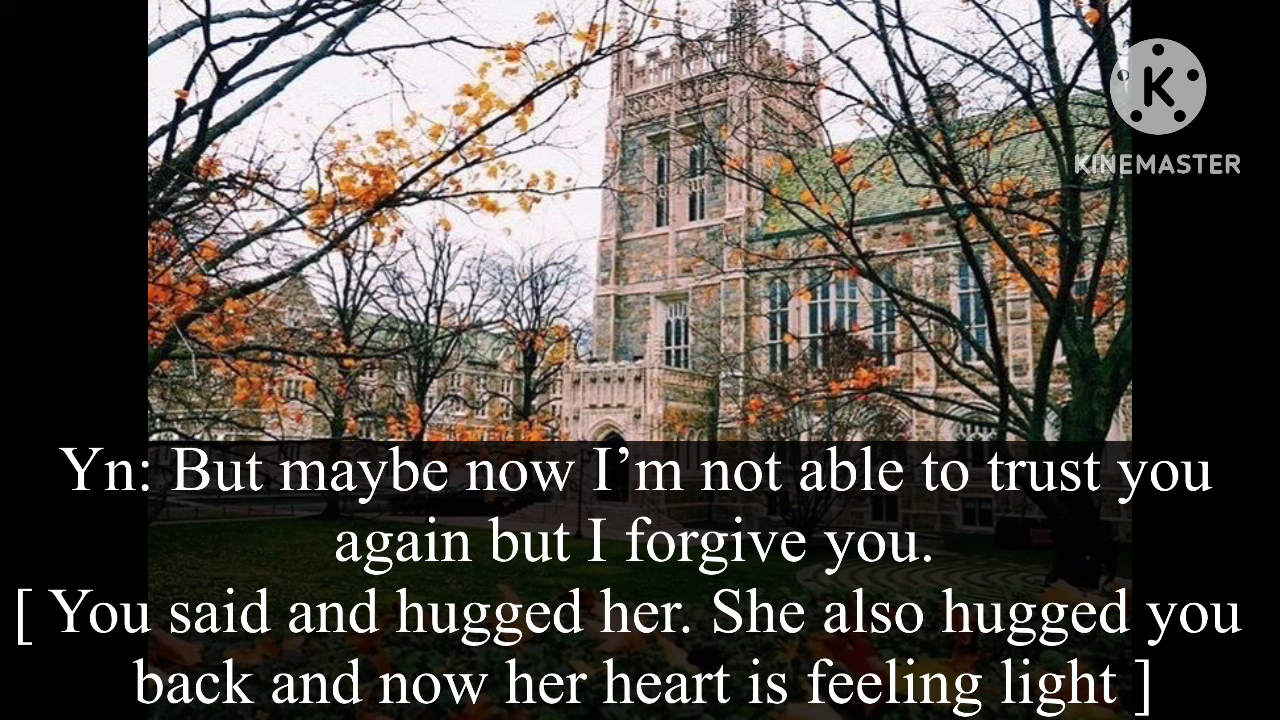 K
KINEMASTER
Yn: But maybe now I’m not able to trust you
again but I forgive you.
[ You said and hugged her. She also hugged you
back and now her heart is feeling light ]